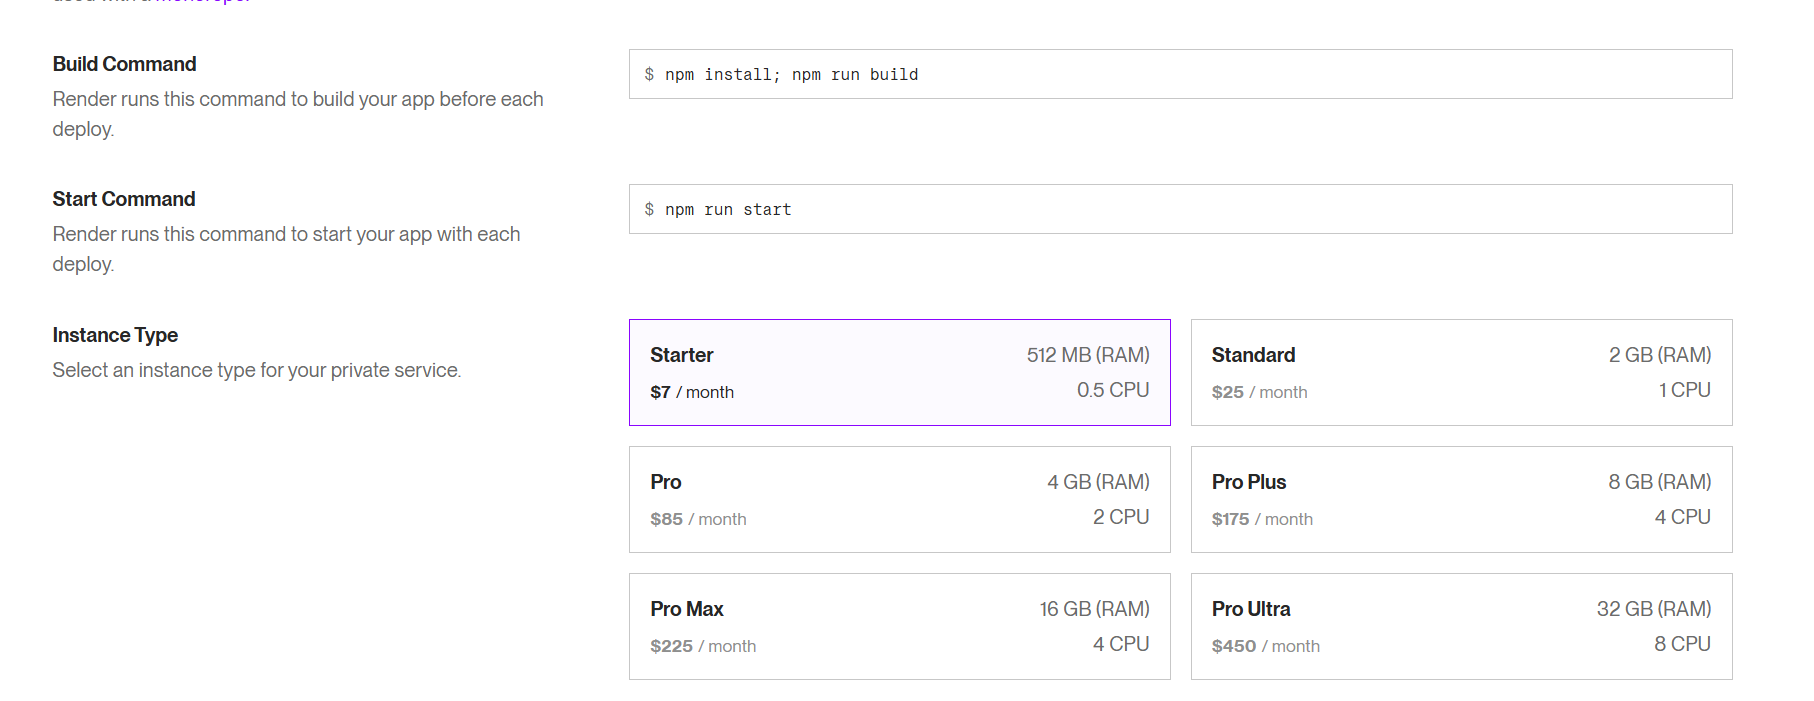 used with a monorepo.
Build Command
Render runs this command to build your app before each
deploy.
$ npm install; npm run build
Start Command
Render runs this command to start your app with each
deploy.
$ npm run start
Instance Type
Select an instance type for your private service.
Starter 512 MB (RAM)
$7 / month 0.5 CPU
Standard 2 GB (RAM)
$25 / month 1 CPU
Pro 4 GB (RAM)
$85 / month 2 CPU
Pro Plus 8 GB (RAM)
$175 / month 4 CPU
Pro Max 16 GB (RAM)
$225 / month 4 CPU
Pro Ultra 32 GB (RAM)
$450 / month 8 CPU